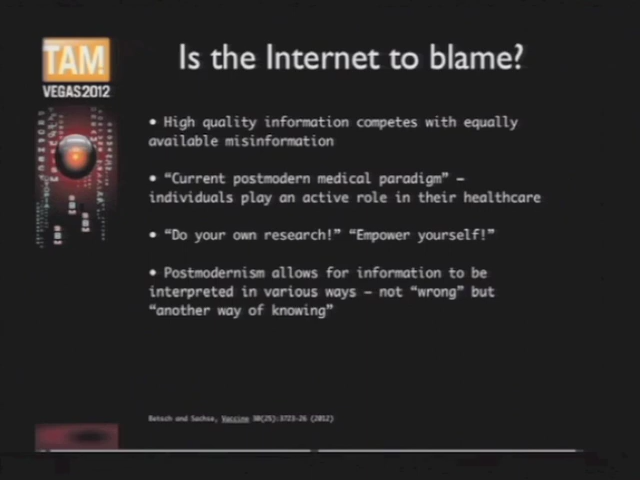 TAM!
VEGAS2012
Is the Internet to blame?
• High quality information competes with equally
available misinformation
• “Current postmodern medical paradigm” –
individuals play an active role in their healthcare
• “Do your own research!” “Empower yourself!”
• Postmodernism allows for information to be
interpreted in various ways – not “wrong” but
“another way of knowing”
Betsch and Sachse, Vaccine 30(25):3723-26 (2012)